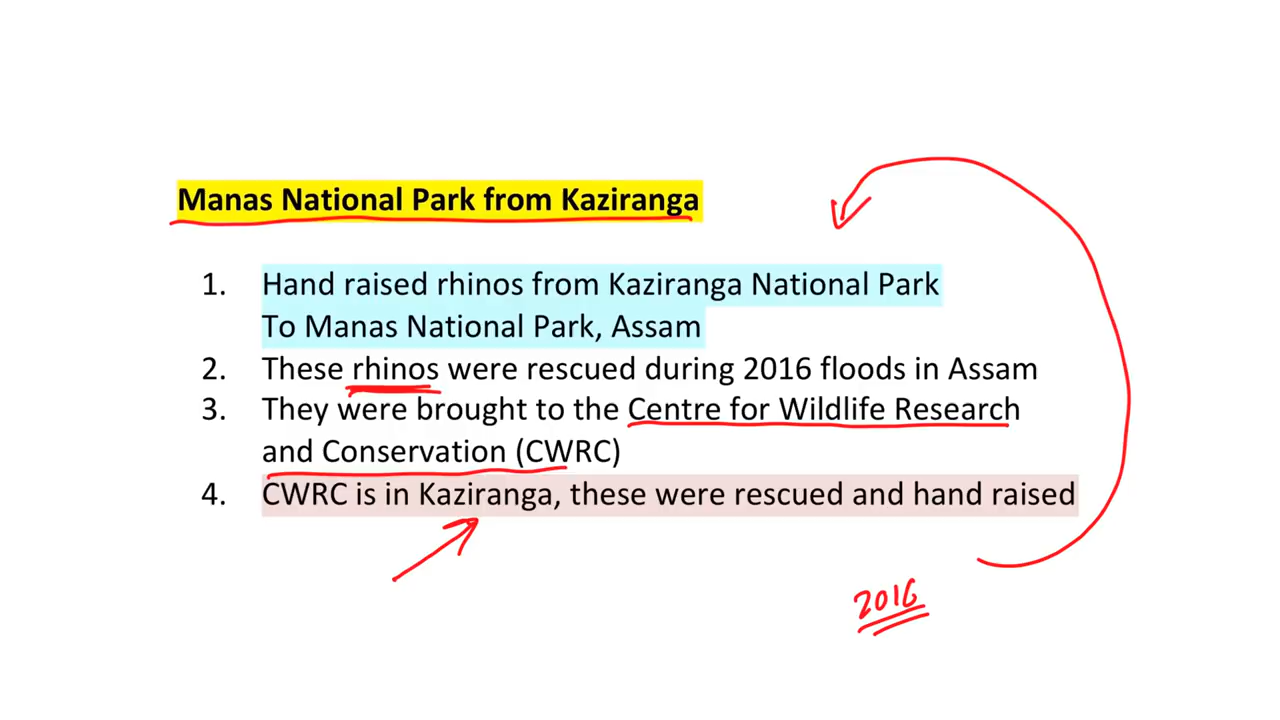 Manas National Park from Kaziranga
1. Hand raised rhinos from Kaziranga National Park
To Manas National Park, Assam
2. These rhinos were rescued during 2016 floods in Assam
3. They were brought to the Centre for Wildlife Research
and Conservation (CWRC)
4. CWRC is in Kaziranga, these were rescued and hand raised
2016